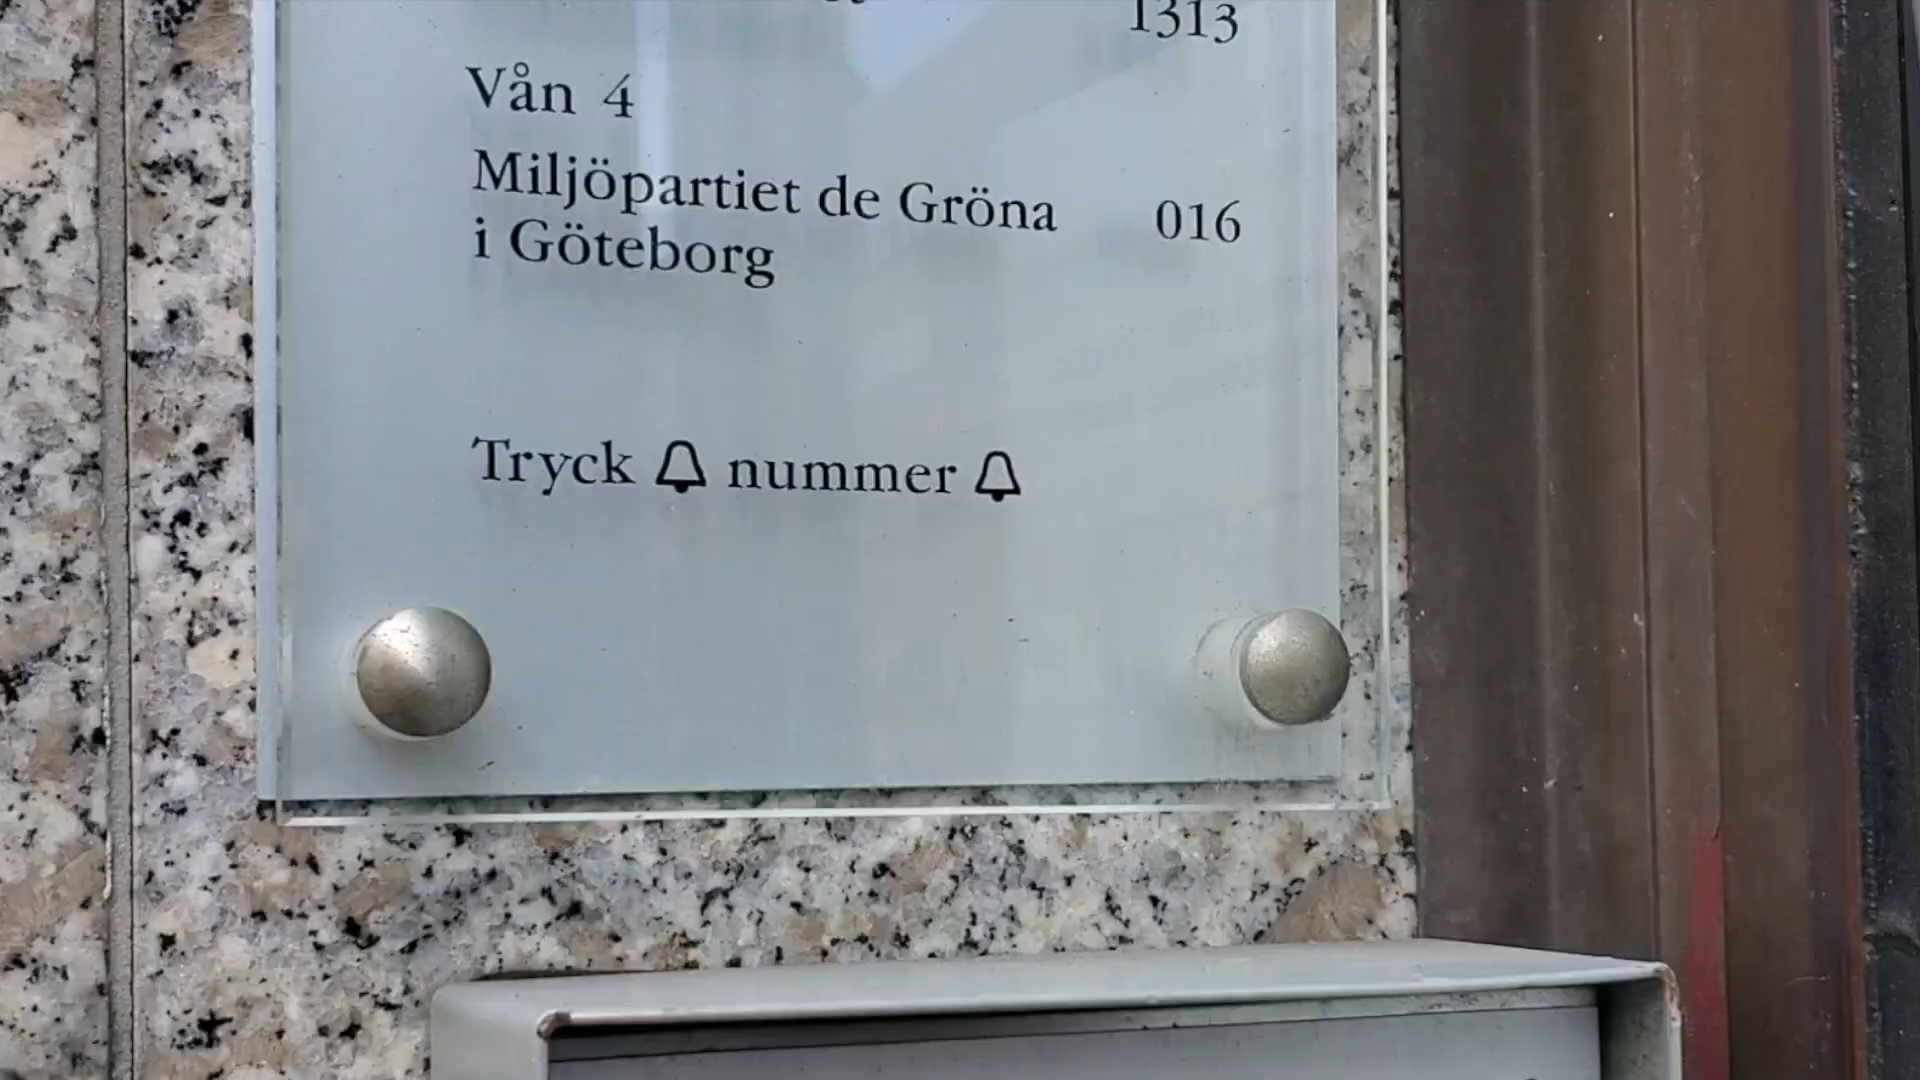 1313
Vån 4
Miljöpartiet de Gröna 016
i Göteborg
Tryck 🔔 nummer 🔔